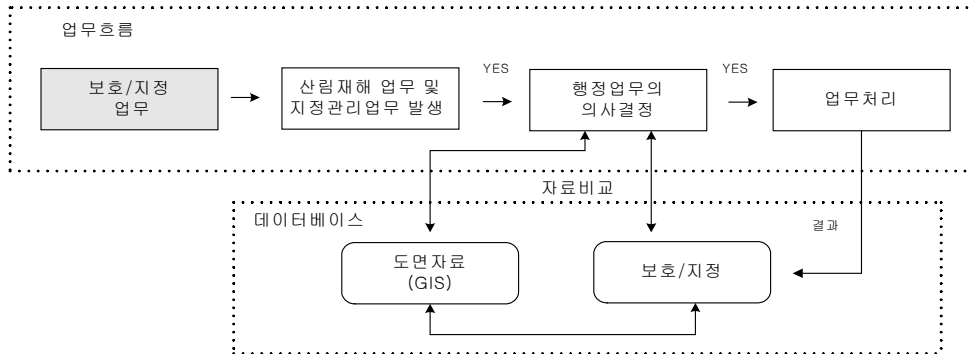 업무흐름
보호/지정
업무
산림재해 업무 및
지정관리업무 발생
YES
행정업무의
의사결정
YES
업무처리
자료비교
데이터베이스
결과
도면자료
(GIS)
보호/지정